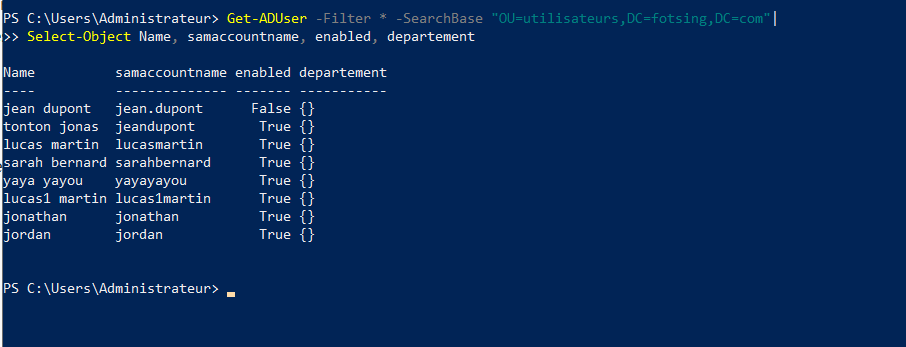 PS C:\Users\Administrateur> Get-ADUser -Filter * -SearchBase "OU=utilisateurs,DC=fotsing,DC=com"|
>> Select-Object Name, samaccountname, enabled, departement
Name samaccountname enabled departement
---- -------------- ------- -----------
jean dupont jean.dupont False {}
tonton jonas jeandupont True {}
lucas martin lucasmartin True {}
sarah bernard sarahbernard True {}
yaya yayou yayayayou True {}
lucas1 martin lucas1martin True {}
jonathan jonathan True {}
jordan jordan True {}
PS C:\Users\Administrateur>